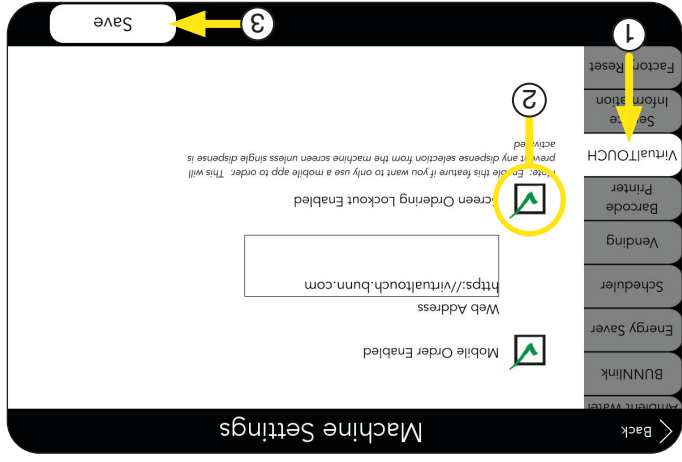 Back
Machine Settings
Ambient Water
BUNNlink
Energy Saver
Scheduler
Vending
Barcode
Printer
VirtualTOUCH
Service
Information
Factory Reset
Mobile Order Enabled
Web Address
https://virtualtouch.bunn.com
Screen Ordering Lockout Enabled
Note: Enable this feature if you want to only use a mobile app to order. This will
prevent any dispense selection from the machine screen unless single dispense is
activated
Save
1
2
3